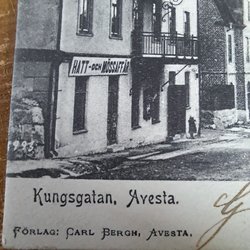 HATT- OCH MÖSSAFFÄR
Kungsgatan, Avesta.
FÖRLAG: CARL BERGH, AVESTA.